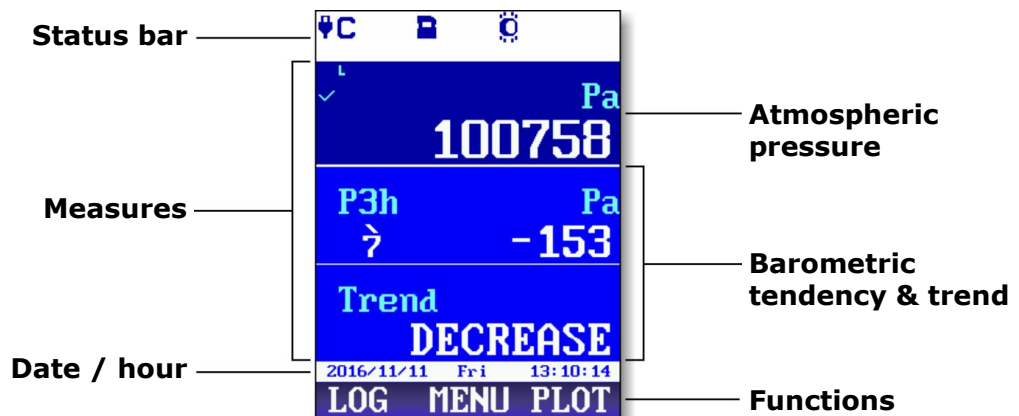 Status bar
C
L
Pa
100758
Atmospheric
pressure
Measures
P3h Pa
7 -153
Barometric
tendency & trend
Trend
DECREASE
Date / hour
2016/11/11 Fri 13:10:14
LOG MENU PLOT
Functions